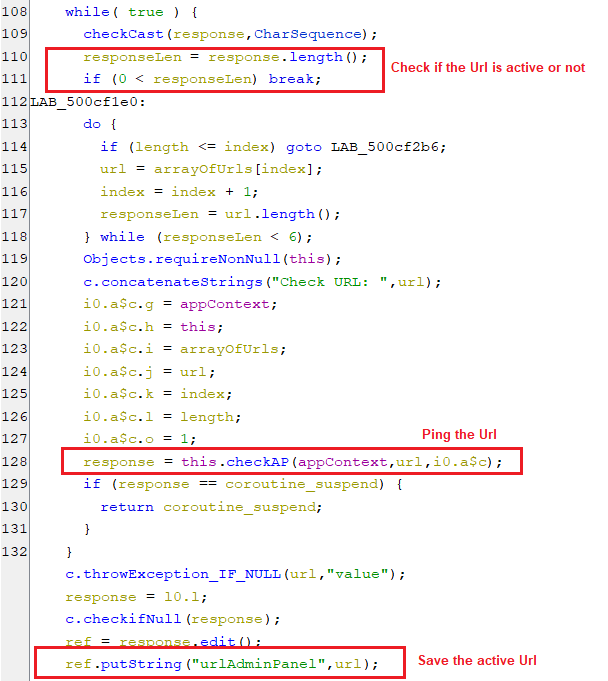 108 while( true ) {
109 checkCast(response,CharSequence);
110 responseLen = response.length();
111 if (0 < responseLen) break;
Check if the Url is active or not
112 LAB_500cf1e0:
113 do {
114 if (length <= index) goto LAB_500cf2b6;
115 url = arrayOfUrls[index];
116 index = index + 1;
117 responseLen = url.length();
118 } while (responseLen < 6);
119 Objects.requireNonNull(this);
120 c.concatenateStrings("Check URL: ",url);
121 i0.a$c.g = appContext;
122 i0.a$c.h = this;
123 i0.a$c.i = arrayOfUrls;
124 i0.a$c.j = url;
125 i0.a$c.k = index;
126 i0.a$c.l = length;
127 i0.a$c.o = 1;
Ping the Url
128 response = this.checkAP(appContext,url,i0.a$c);
129 if (response == coroutine_suspend) {
130 return coroutine_suspend;
131 }
132 }
c.throwException_IF_NULL(url,"value");
response = l0.l;
c.checkifNull(response);
ref = response.edit();
ref.putString("urlAdminPanel",url);
Save the active Url